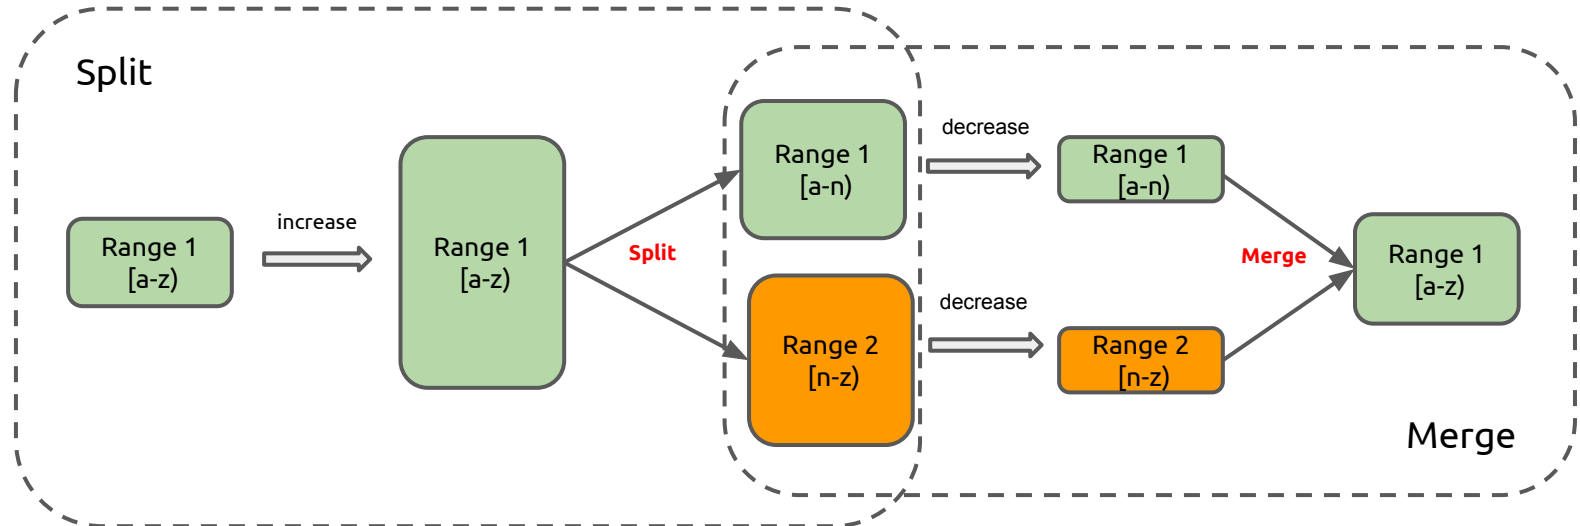 Split
Range 1
[a-z)
increase
Range 1
[a-z)
Split
Range 1
[a-n)
Range 2
[n-z)
decrease
decrease
Range 1
[a-n)
Range 2
[n-z)
Merge
Range 1
[a-z)
Merge